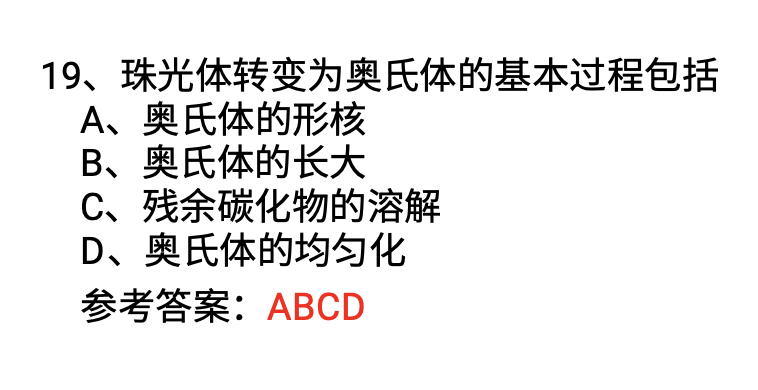 19、珠光体转变为奥氏体的基本过程包括
A、奥氏体的形核
B、奥氏体的长大
C、残余碳化物的溶解
D、奥氏体的均匀化
参考答案：ABCD